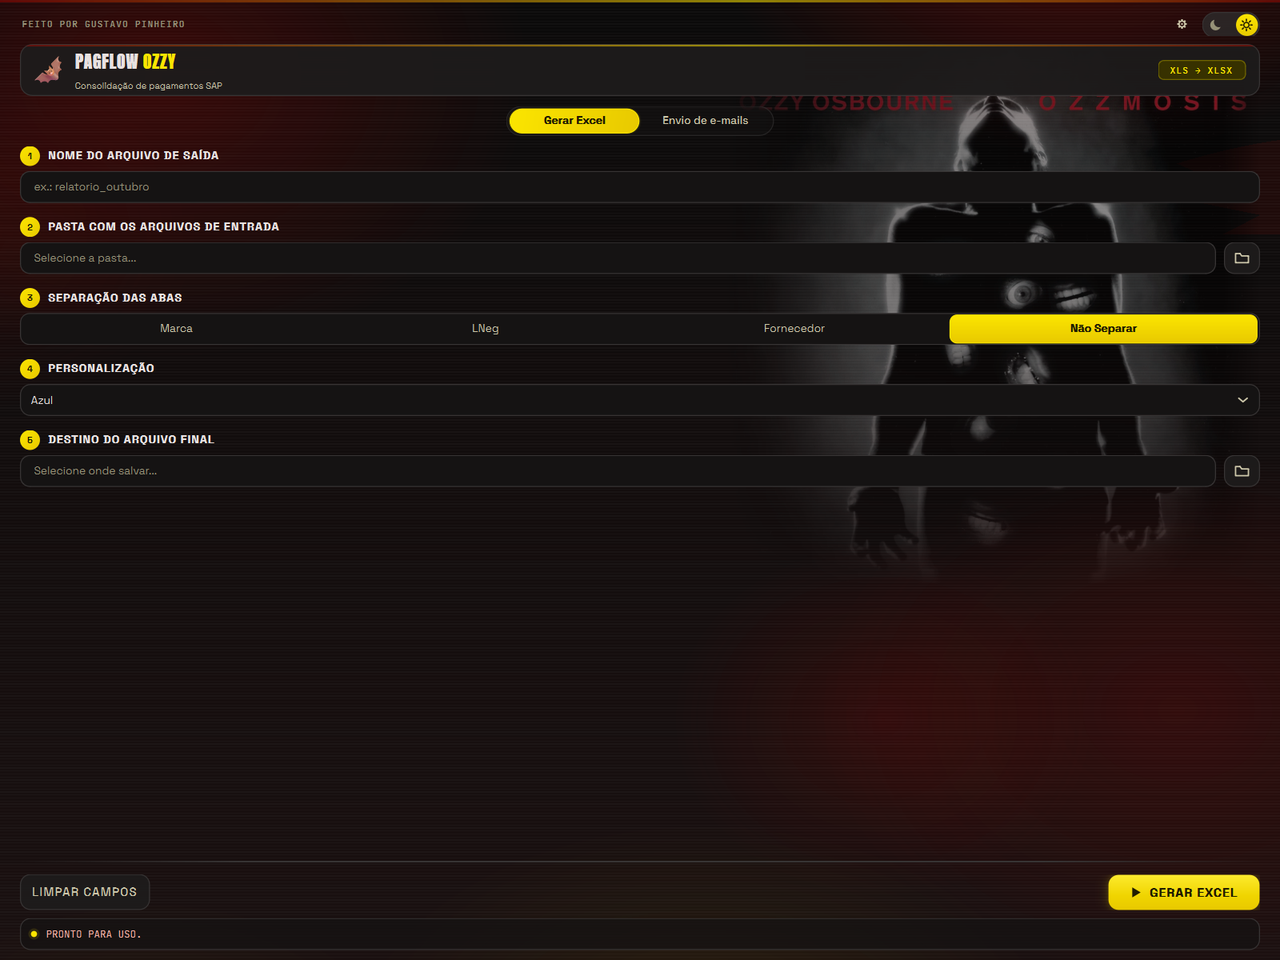 FEITO POR GUSTAVO PINHEIRO
PAGFLOW OZZY
Consolidação de pagamentos SAP
XLS → XLSX
OZZY OSBOURNE OZZMOSIS
Gerar Excel
Envio de e-mails
1 NOME DO ARQUIVO DE SAÍDA
ex.: relatorio_outubro
2 PASTA COM OS ARQUIVOS DE ENTRADA
Selecione a pasta...
3 SEPARAÇÃO DAS ABAS
Marca
LNeg
Fornecedor
Não Separar
4 PERSONALIZAÇÃO
Azul
5 DESTINO DO ARQUIVO FINAL
Selecione onde salvar...
LIMPAR CAMPOS
GERAR EXCEL
PRONTO PARA USO.